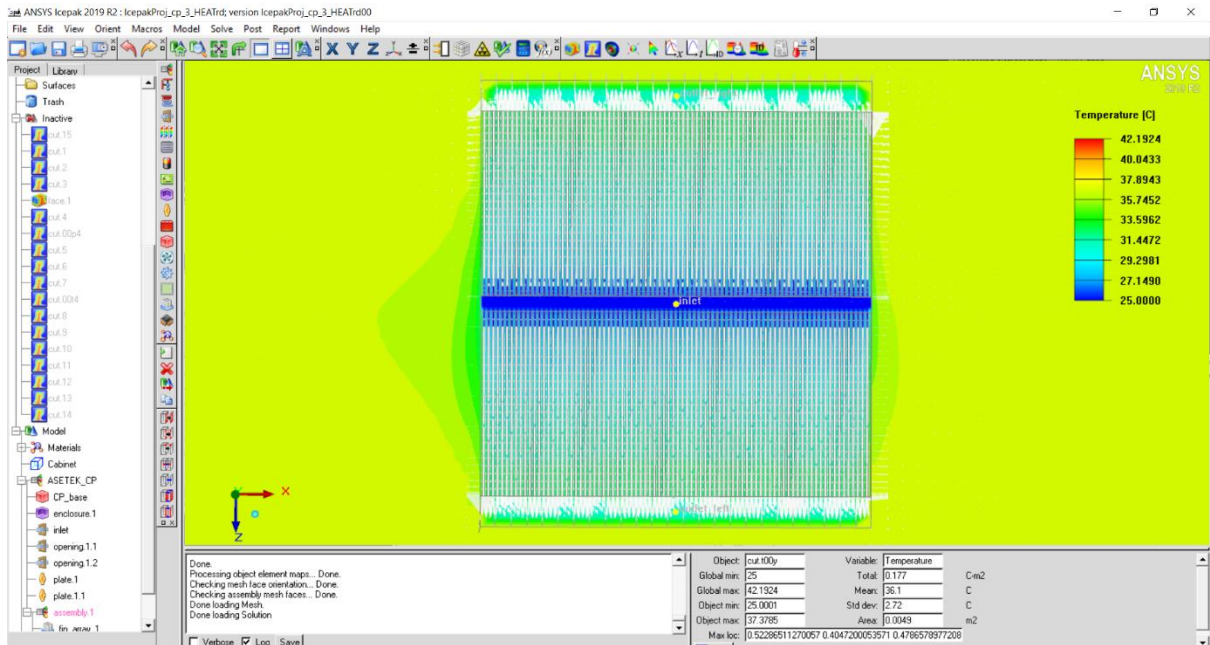 ANSYS Icepak 2019 R2 : IcepakProj_cp_3_HEATrd; version IcepakProj_cp_3_HEATrd00
File Edit View Orient Macros Model Solve Post Report Windows Help
X Y Z
Project Library
Surfaces
Trash
Inactive
cut.15
cut.1
cut.2
cut.3
face.1
cut.4
cut.00p4
cut.5
cut.6
cut.7
cut.00l4
cut.8
cut.9
cut.10
cut.11
cut.12
cut.13
cut.14
Model
Materials
Cabinet
ASETEK_CP
CP_base
enclosure.1
inlet
opening.1.1
opening.1.2
plate.1
plate.1.1
assembly.1
fin_array_1
ANSYS
2019 R2
Temperature [C]
42.1924
40.0433
37.8943
35.7452
33.5962
31.4472
29.2981
27.1490
25.0000
inlet
outlet_left
X
Z
Done.
Processing object element maps... Done.
Checking mesh face orientation... Done.
Checking assembly mesh faces... Done.
Done loading Mesh.
Done loading Solution
Verbose Log Save
Object: cut.t00y Variable: Temperature
Global min: 25 Total: 0.177 C-m2
Global max: 42.1924 Mean: 36.1 C
Object min: 25.0001 Std dev: 2.72 C
Object max: 37.3785 Area: 0.0049 m2
Max loc: 0.52286511270057 0.4047200053571 0.4786578977208